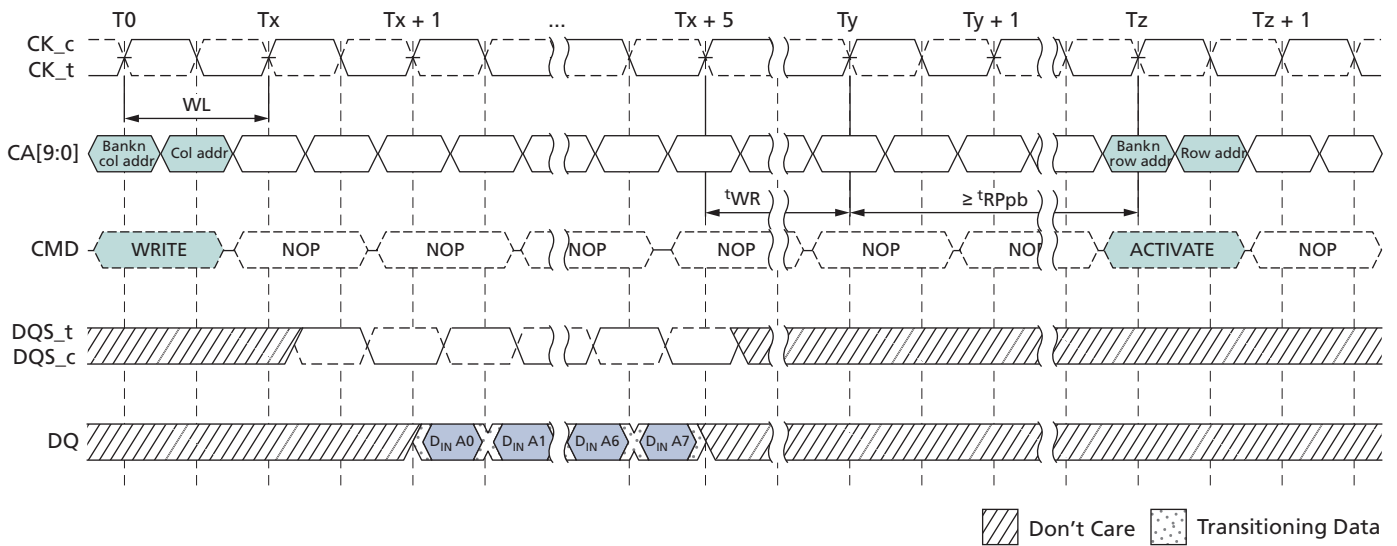 T0 Tx Tx + 1 ... Tx + 5 Ty Ty + 1 Tz Tz + 1
CK_c
CK_t
WL
CA[9:0] Bankn col addr Col addr Bankn row addr Row addr
tWR ≥ tRPpb
CMD WRITE NOP NOP NOP NOP NOP NOP ACTIVATE NOP
DQS_t
DQS_c
DQ DIN A0 DIN A1 DIN A6 DIN A7
Don't Care Transitioning Data